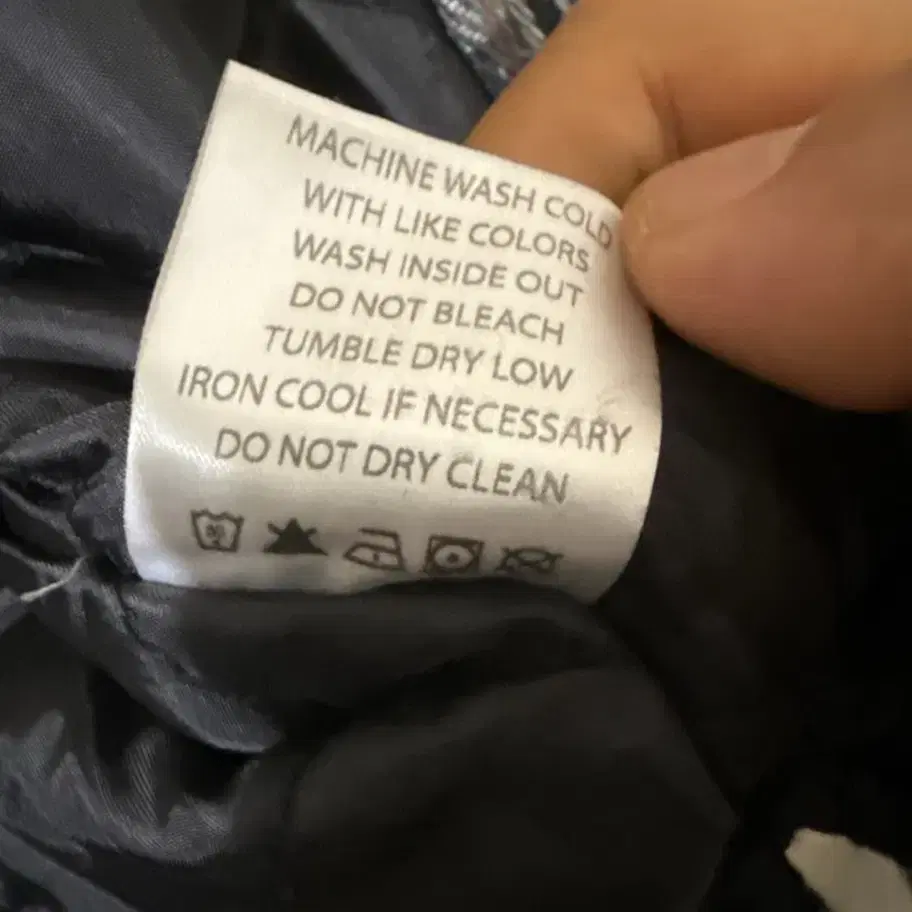 MACHINE WASH COLD
WITH LIKE COLORS
WASH INSIDE OUT
DO NOT BLEACH
TUMBLE DRY LOW
IRON COOL IF NECESSARY
DO NOT DRY CLEAN